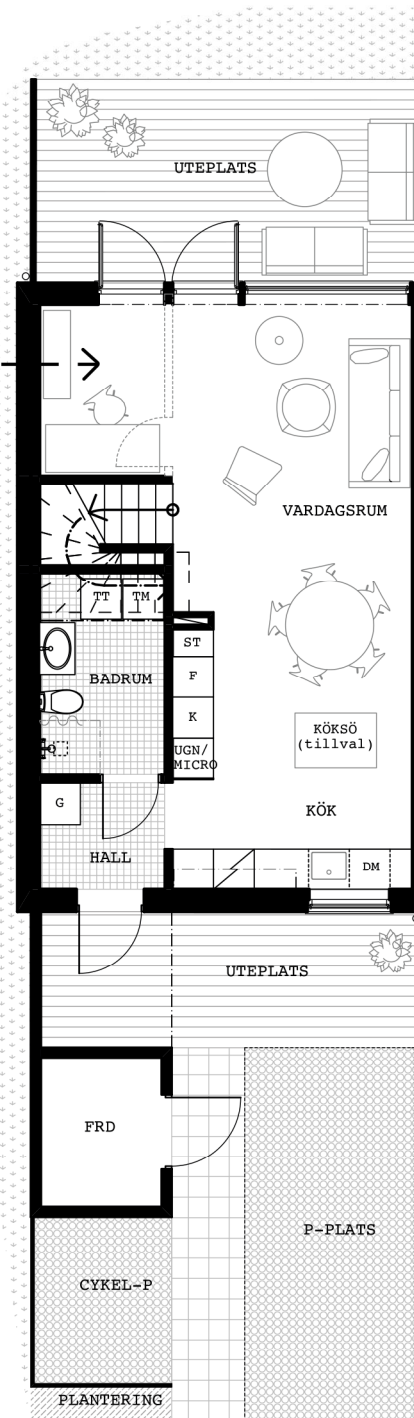 UTEPLATS
VARDAGSRUM
TT
TM
ST
BADRUM
F
K
KÖKSÖ
(tillval)
UGN/
MICRO
G
KÖK
HALL
DM
UTEPLATS
FRD
P-PLATS
CYKEL-P
PLANTERING